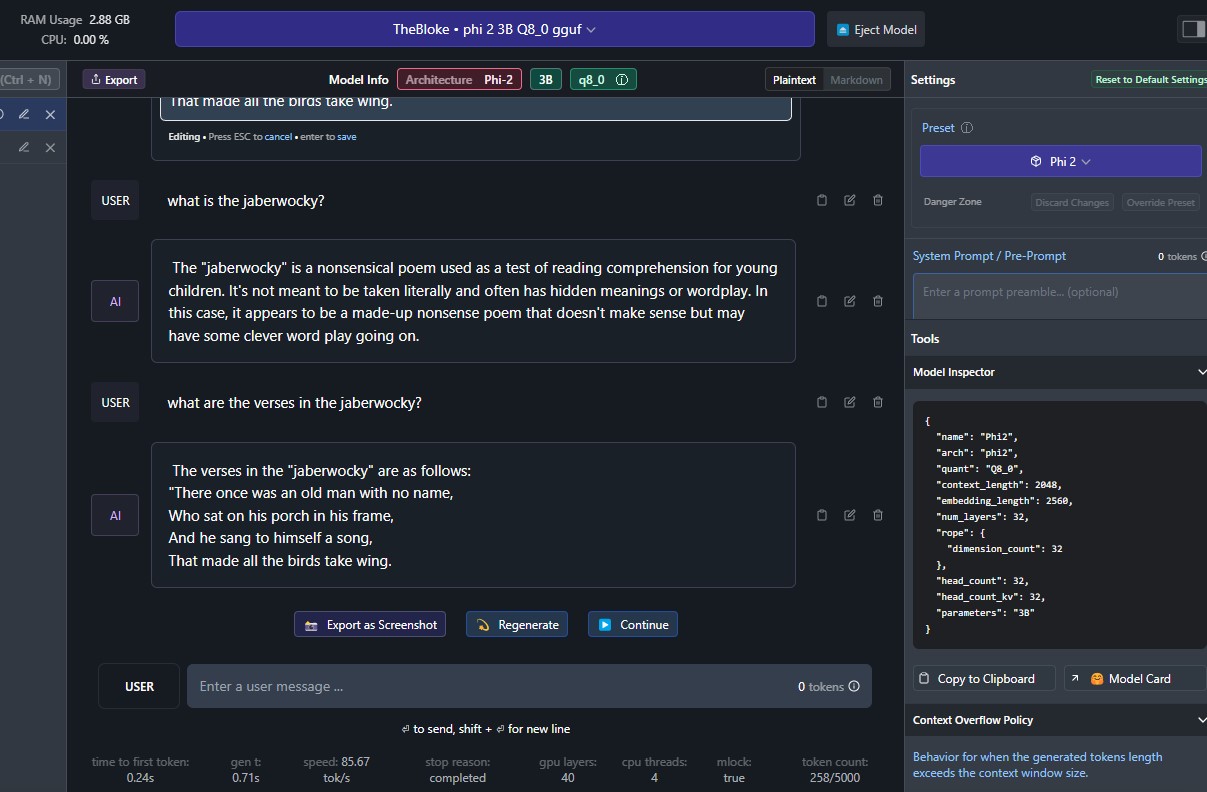 RAM Usage 2.88 GB
CPU: 0.00 %
TheBloke • phi 2 3B Q8_0 gguf
Eject Model
(Ctrl + N)
Export
Model Info
Architecture Phi-2
3B
q8_0
Plaintext
Markdown
That made all the birds take wing.
Editing • Press ESC to cancel • enter to save
USER
what is the jaberwocky?
AI
The "jaberwocky" is a nonsensical poem used as a test of reading comprehension for young
children. It's not meant to be taken literally and often has hidden meanings or wordplay. In
this case, it appears to be a made-up nonsense poem that doesn't make sense but may
have some clever word play going on.
USER
what are the verses in the jaberwocky?
AI
The verses in the "jaberwocky" are as follows:
"There once was an old man with no name,
Who sat on his porch in his frame,
And he sang to himself a song,
That made all the birds take wing.
Export as Screenshot
Regenerate
Continue
USER
Enter a user message ...
0 tokens
⏎ to send, shift + ⏎ for new line
time to first token:
0.24s
gen t:
0.71s
speed: 85.67
tok/s
stop reason:
completed
gpu layers:
40
cpu threads:
4
mlock:
true
token count:
258/5000
Settings
Reset to Default Settings
Preset
Phi 2
Danger Zone
Discard Changes
Override Preset
System Prompt / Pre-Prompt
0 tokens
Enter a prompt preamble... (optional)
Tools
Model Inspector
{
"name": "Phi2",
"arch": "phi2",
"quant": "Q8_0",
"context_length": 2048,
"embedding_length": 2560,
"num_layers": 32,
"rope": {
"dimension_count": 32
},
"head_count": 32,
"head_count_kv": 32,
"parameters": "3B"
}
Copy to Clipboard
Model Card
Context Overflow Policy
Behavior for when the generated tokens length
exceeds the context window size.